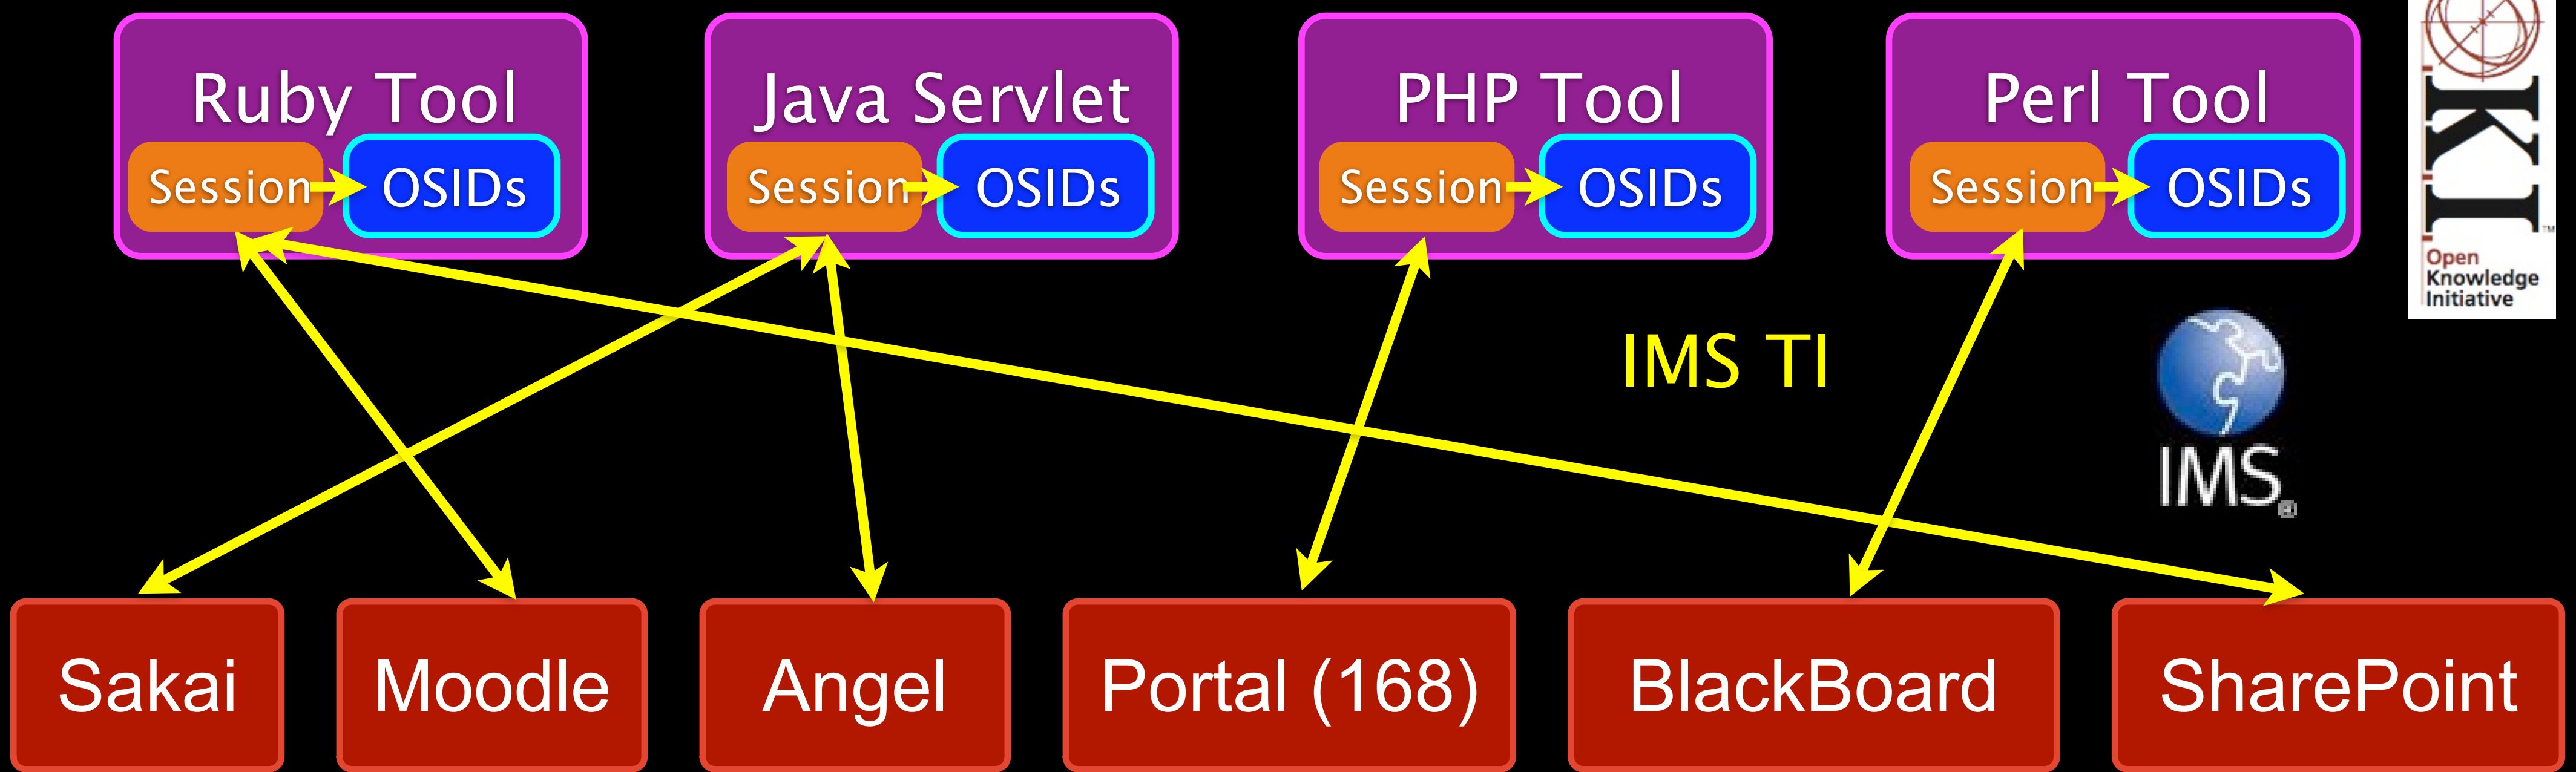 Ruby Tool
Session
OSIDs
Java Servlet
Session
OSIDs
PHP Tool
Session
OSIDs
Perl Tool
Session
OSIDs
OKI™
Open
Knowledge
Initiative
IMS TI
IMS®
Sakai
Moodle
Angel
Portal (168)
BlackBoard
SharePoint